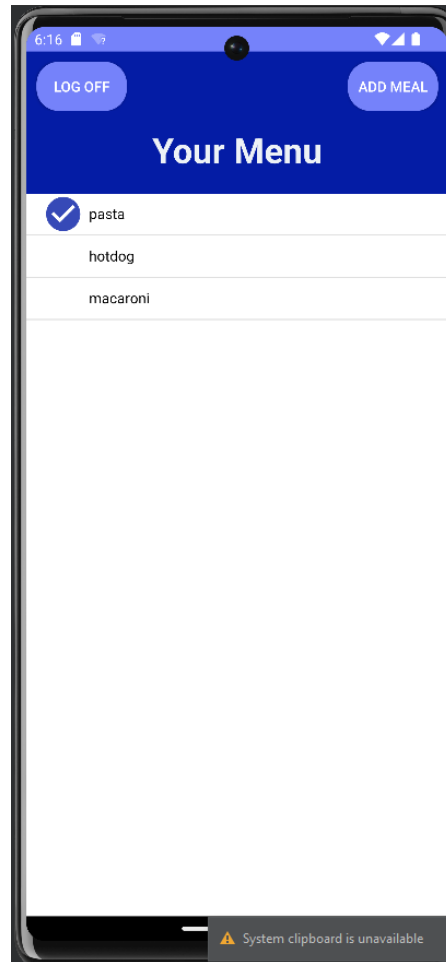 6:16
LOG OFF
ADD MEAL
Your Menu
pasta
hotdog
macaroni
System clipboard is unavailable